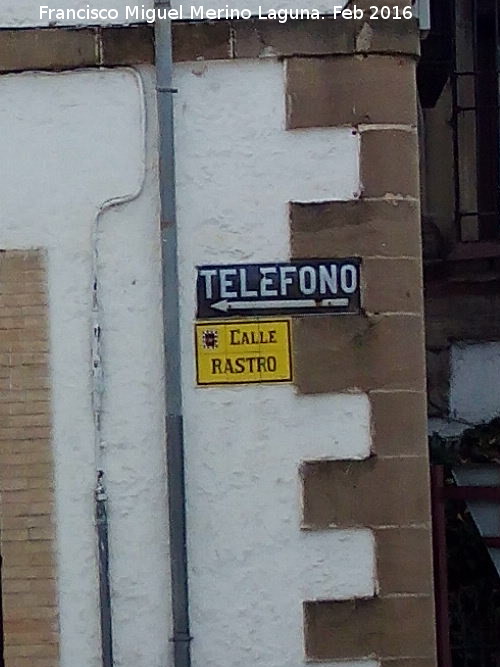 Francisco Miguel Merino Laguna. Feb 2016
TELEFONO
CALLE
RASTRO